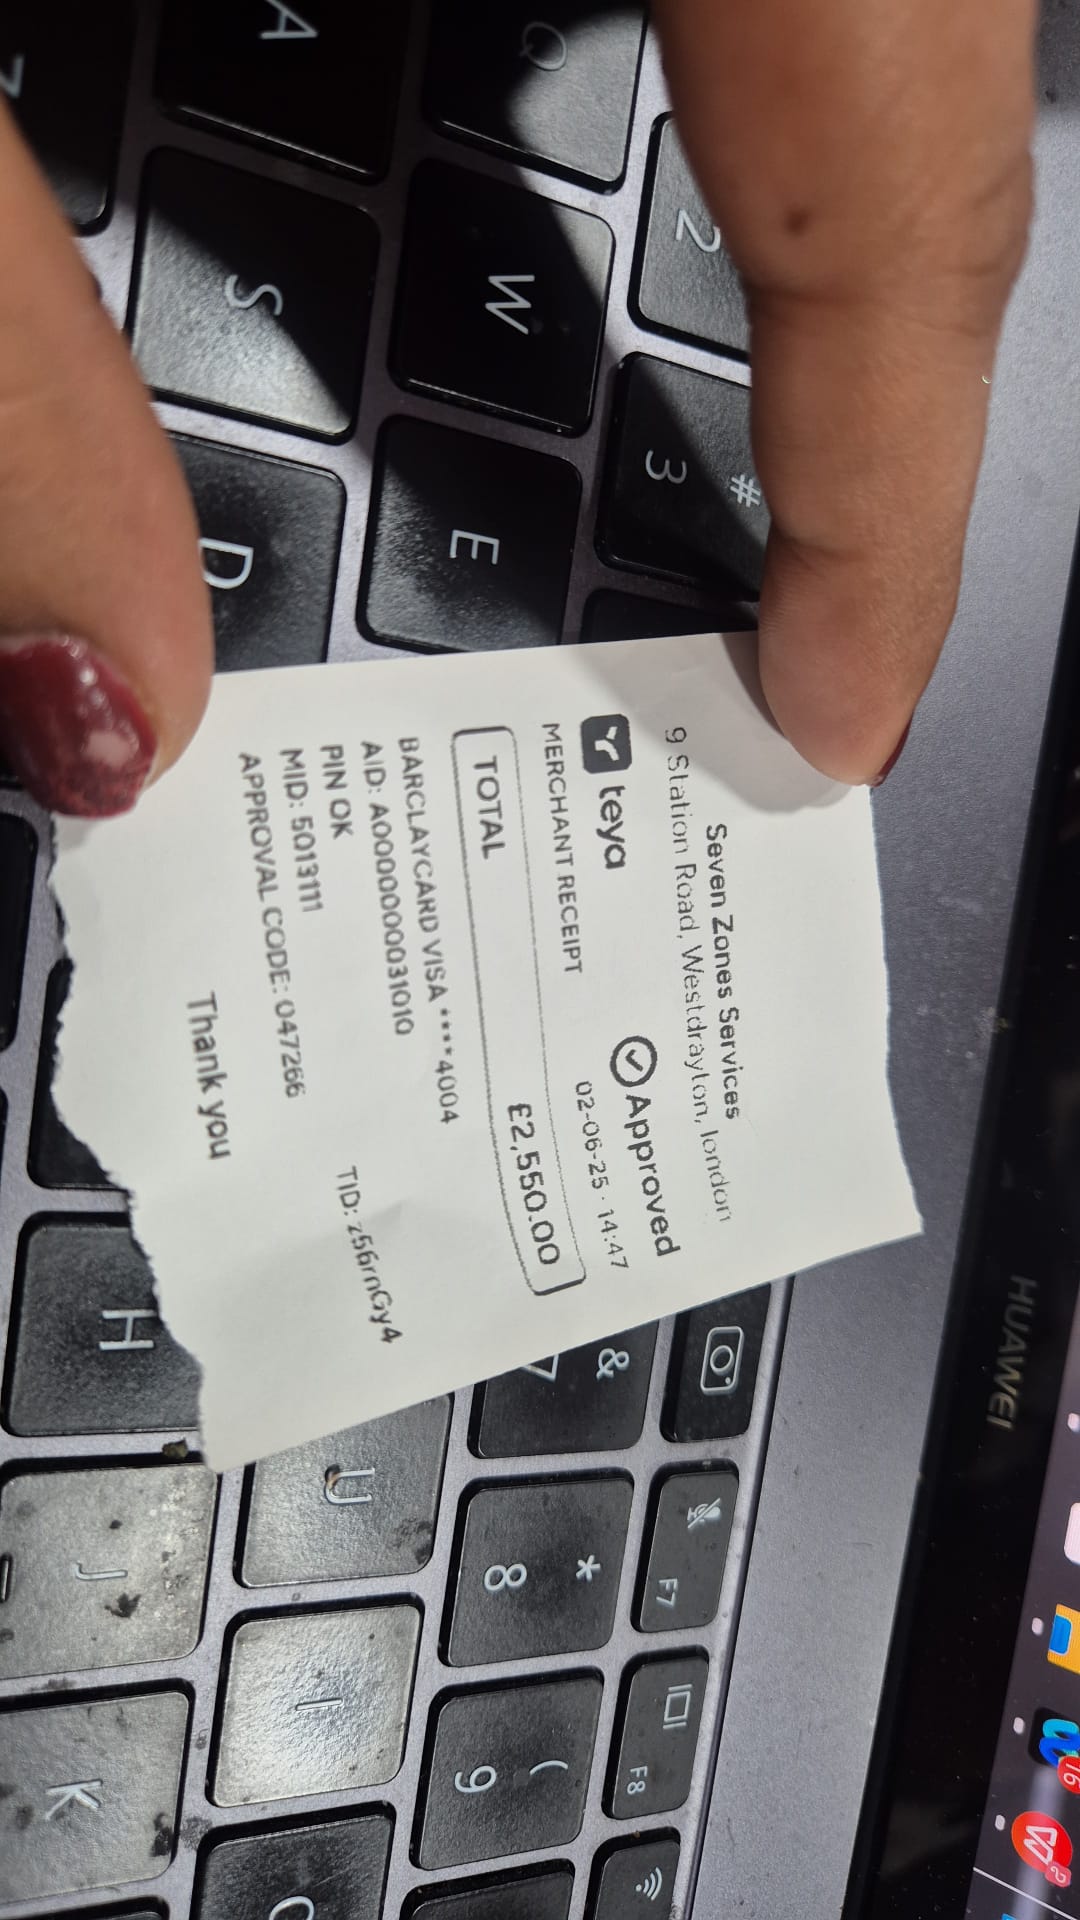 Seven Zones Services
9 Station Road, Westdrayton, london
teya
Approved
MERCHANT RECEIPT
02-06-25 · 14:47
TOTAL £2,550.00
BARCLAYCARD VISA ****4004
AID: A0000000031010
PIN OK
MID: 5013111 TID: z56rnGy4
APPROVAL CODE: 047266
Thank you
HUAWEI
F7
F8
2
# 3
& 7
* 8
( 9
Q
W
E
U
I
A
S
D
H
J
K